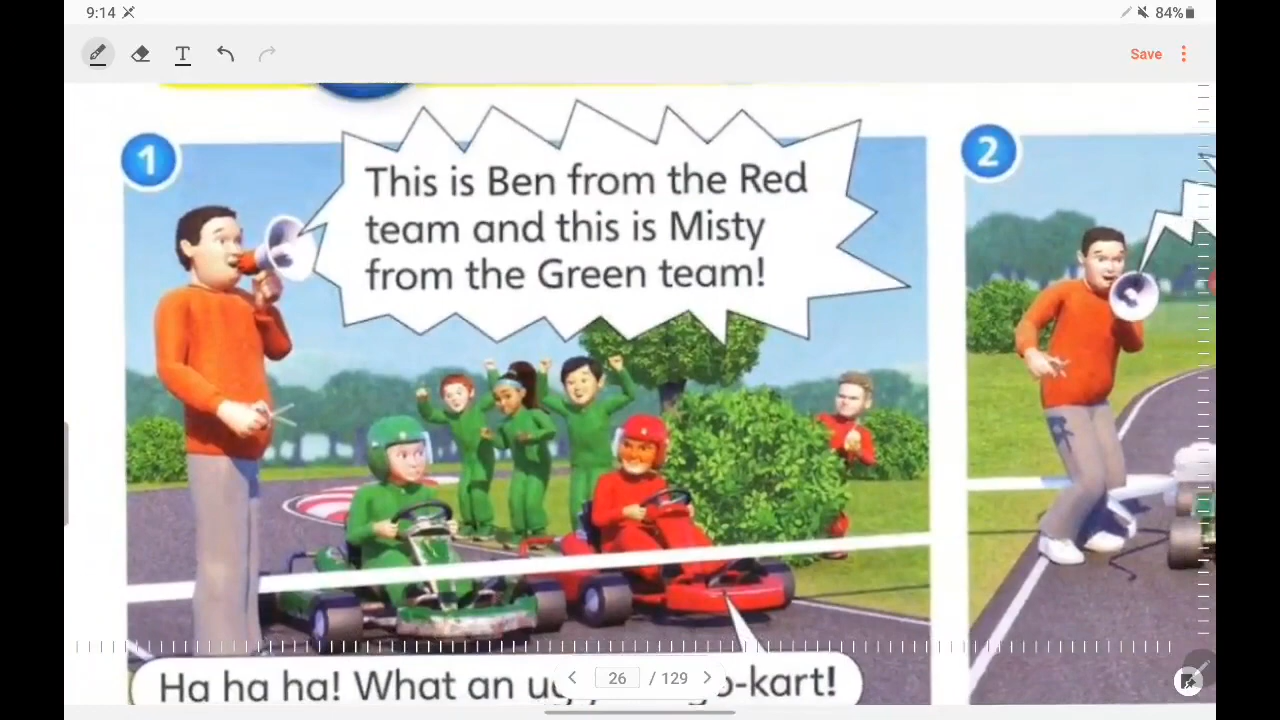 9:14
84%
T
Save
1
2
This is Ben from the Red
team and this is Misty
from the Green team!
Ha ha ha! What an
-kart!
26 / 129